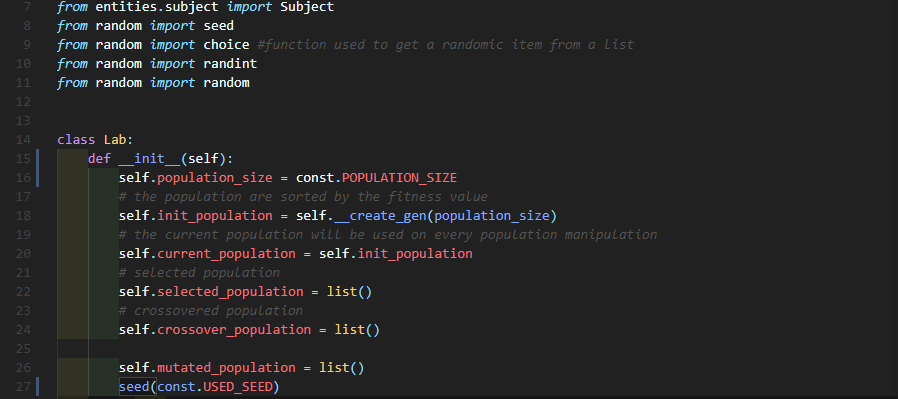 7 from entities.subject import Subject
8 from random import seed
9 from random import choice #function used to get a randomic item from a list
10 from random import randint
11 from random import random
12
13
14 class Lab:
15 def __init__(self):
16 self.population_size = const.POPULATION_SIZE
17 # the population are sorted by the fitness value
18 self.init_population = self.__create_gen(population_size)
19 # the current population will be used on every population manipulation
20 self.current_population = self.init_population
21 # selected population
22 self.selected_population = list()
23 # crossovered population
24 self.crossover_population = list()
25
26 self.mutated_population = list()
27 seed(const.USED_SEED)